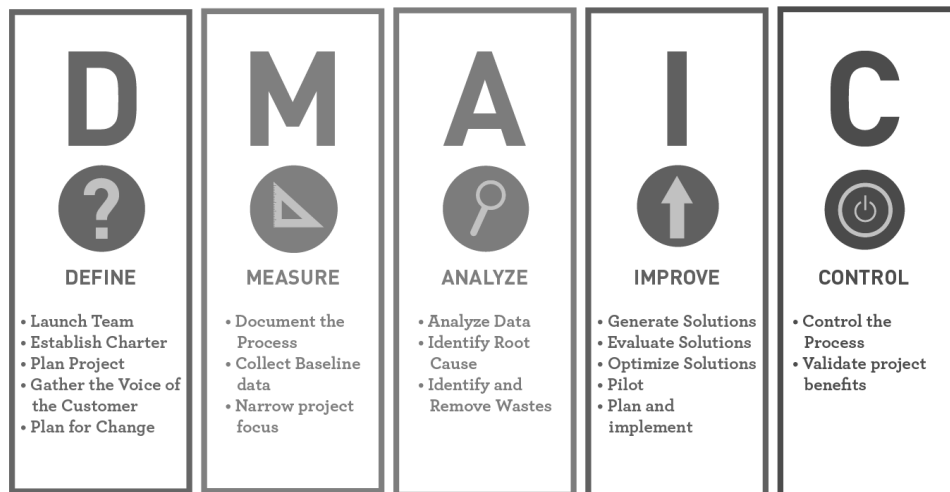 D
?
DEFINE
• Launch Team
• Establish Charter
• Plan Project
• Gather the Voice of
the Customer
• Plan for Change
M
MEASURE
• Document the
Process
• Collect Baseline
data
• Narrow project
focus
A
ANALYZE
• Analyze Data
• Identify Root
Cause
• Identify and
Remove Wastes
I
IMPROVE
• Generate Solutions
• Evaluate Solutions
• Optimize Solutions
• Pilot
• Plan and
implement
C
CONTROL
• Control the
Process
• Validate project
benefits